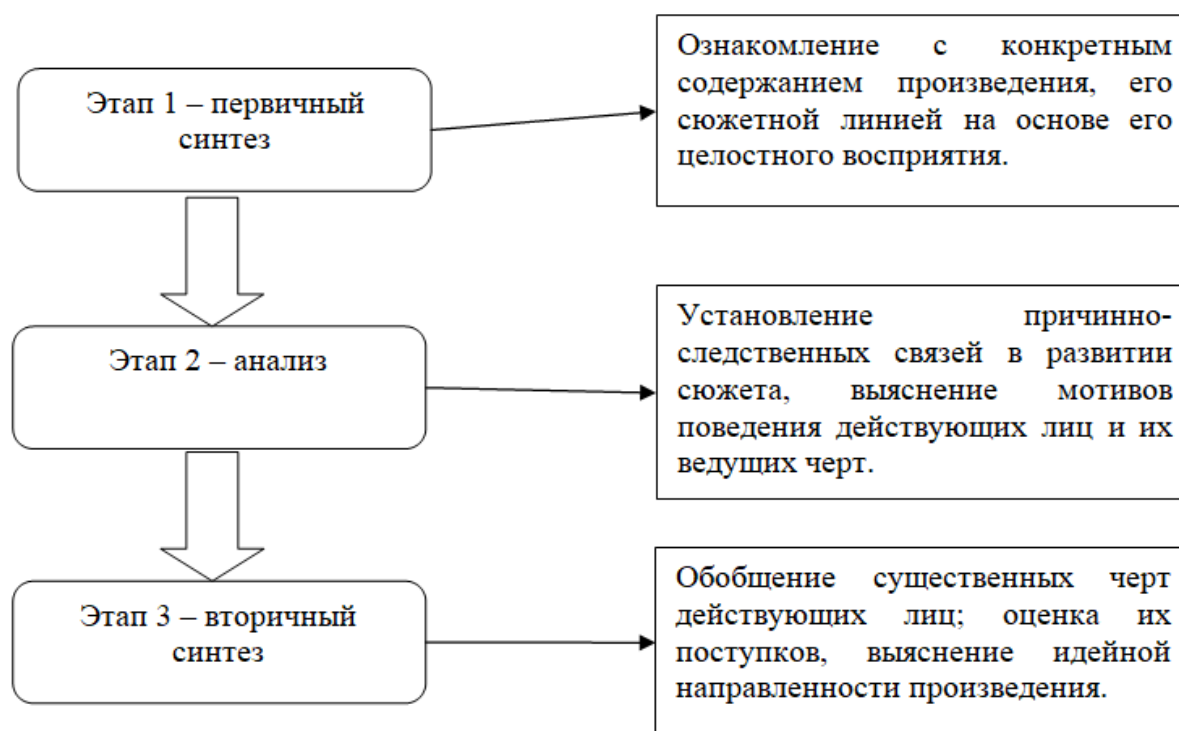 Этап 1 – первичный
синтез
Ознакомление с конкретным
содержанием произведения, его
сюжетной линией на основе его
целостного восприятия.
Этап 2 – анализ
Установление причинно-
следственных связей в развитии
сюжета, выяснение мотивов
поведения действующих лиц и их
ведущих черт.
Этап 3 – вторичный
синтез
Обобщение существенных черт
действующих лиц; оценка их
поступков, выяснение идейной
направленности произведения.